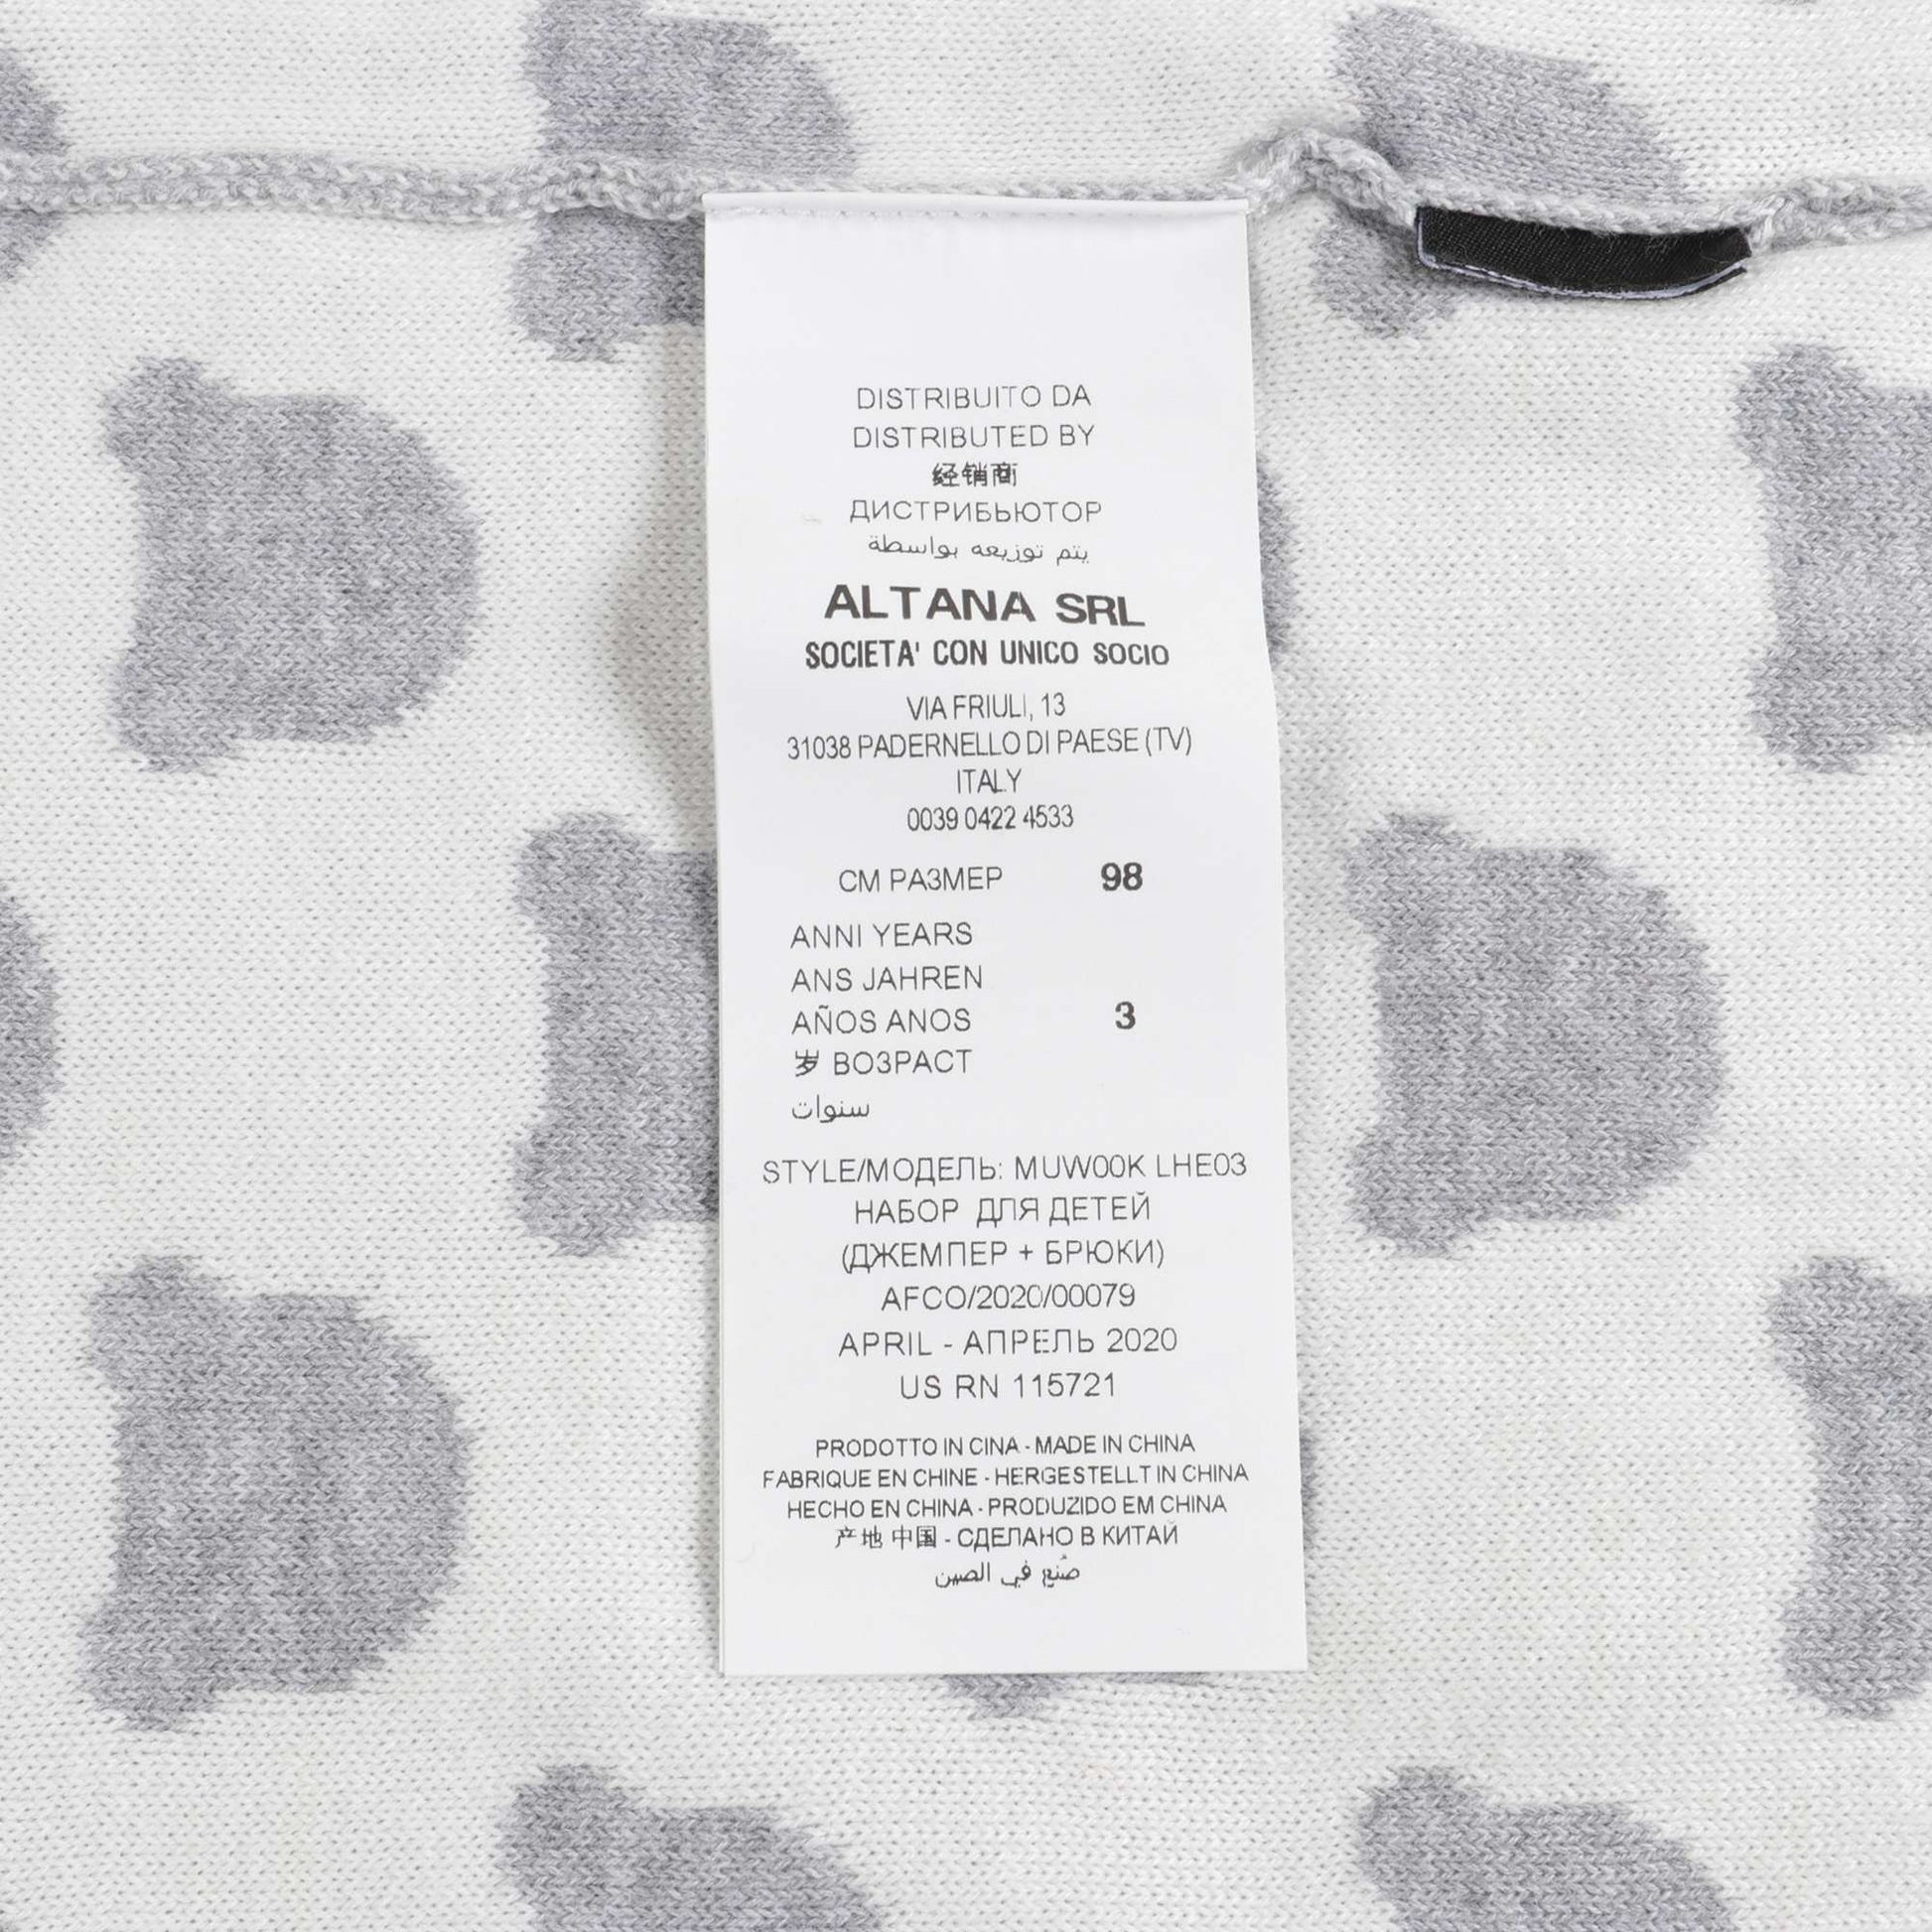 DISTRIBUITO DA
DISTRIBUTED BY
经销商
ДИСТРИБЬЮТОР
يتم توزيعه بواسطة
ALTANA SRL
SOCIETA' CON UNICO SOCIO
VIA FRIULI, 13
31038 PADERNELLO DI PAESE (TV)
ITALY
0039 0422 4533
СМ РАЗМЕР 98
ANNI YEARS
ANS JAHREN
AÑOS ANOS 3
岁 ВОЗРАСТ
سنوات
STYLE/МОДЕЛЬ: MUW00K LHE03
НАБОР ДЛЯ ДЕТЕЙ
(ДЖЕМПЕР + БРЮКИ)
AFCO/2020/00079
APRIL - АПРЕЛЬ 2020
US RN 115721
PRODOTTO IN CINA - MADE IN CHINA
FABRIQUE EN CHINE - HERGESTELLT IN CHINA
HECHO EN CHINA - PRODUZIDO EM CHINA
产地 中国 - СДЕЛАНО В КИТАЙ
صُنع في الصين